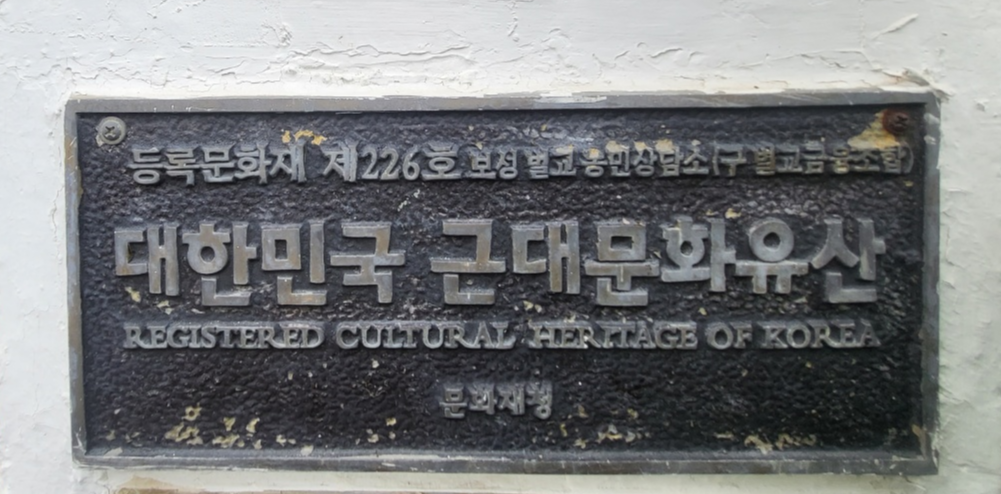 등록문화재 제226호 보성 벌교 농민상담소(구 벌교금융조합)
대한민국 근대문화유산
REGISTERED CULTURAL HERITAGE OF KOREA
문화재청